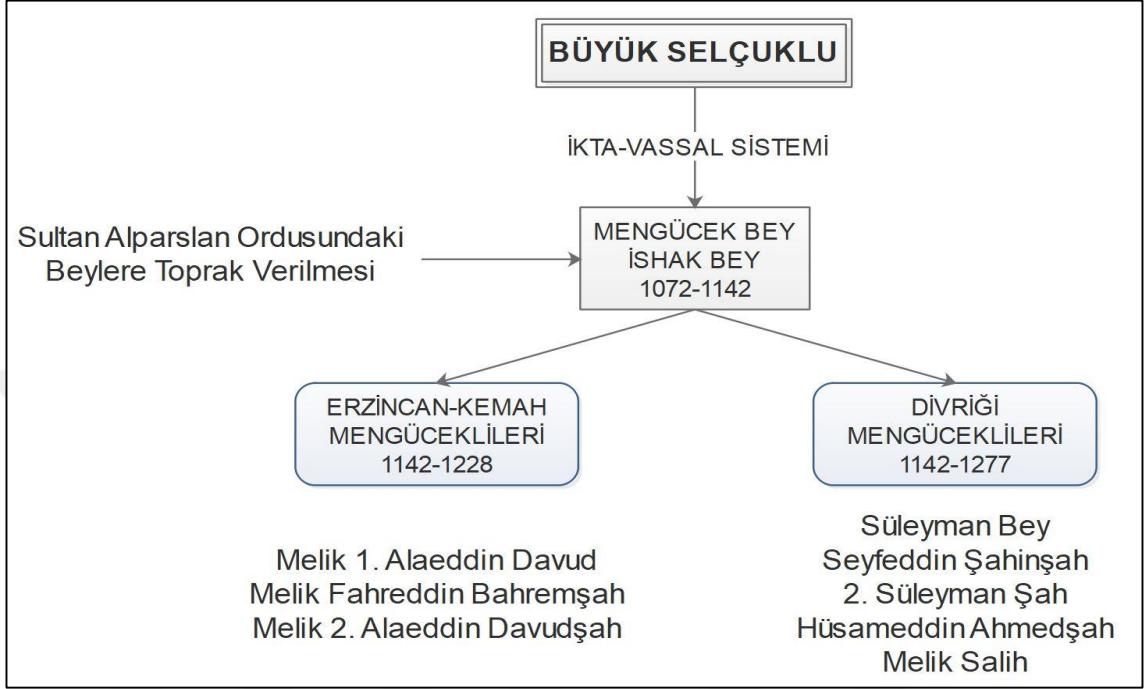 BÜYÜK SELÇUKLU
İKTA-VASSAL SİSTEMİ
Sultan Alparslan Ordusundaki
Beylere Toprak Verilmesi
MENGÜCEK BEY
İSHAK BEY
1072-1142
ERZİNCAN-KEMAH
MENGÜCEKLİLERİ
1142-1228
Melik 1. Alaeddin Davud
Melik Fahreddin Bahremşah
Melik 2. Alaeddin Davudşah
DİVRİĞİ
MENGÜCEKLİLERİ
1142-1277
Süleyman Bey
Seyfeddin Şahinşah
2. Süleyman Şah
Hüsameddin Ahmedşah
Melik Salih